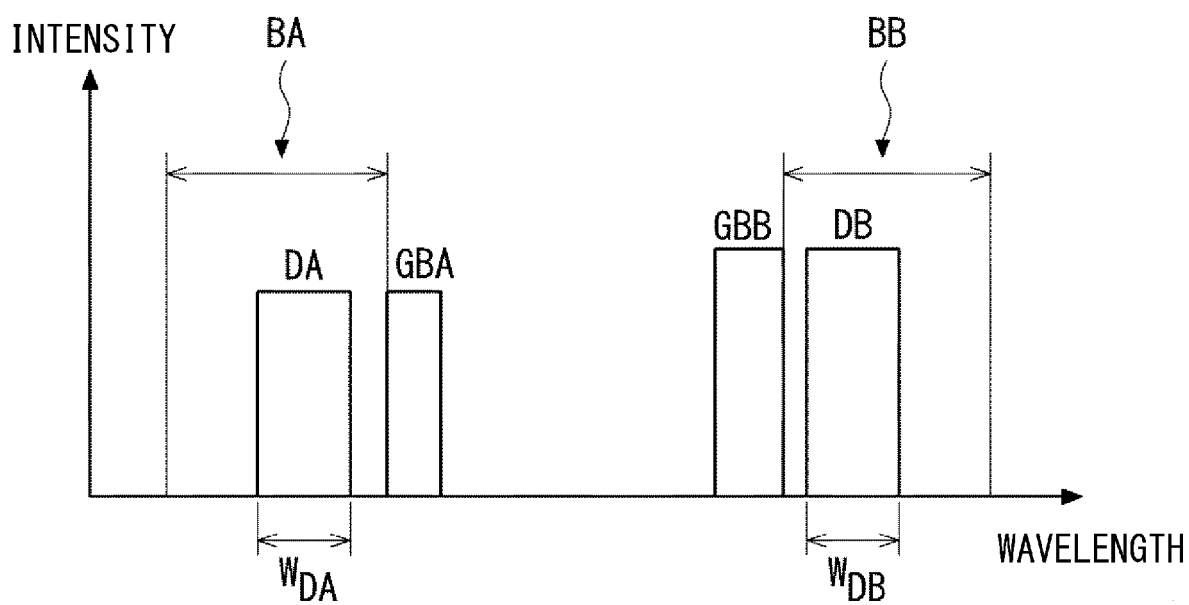 INTENSITY
BA
BB
DA
GBA
GBB
DB
WDA
WDB
WAVELENGTH